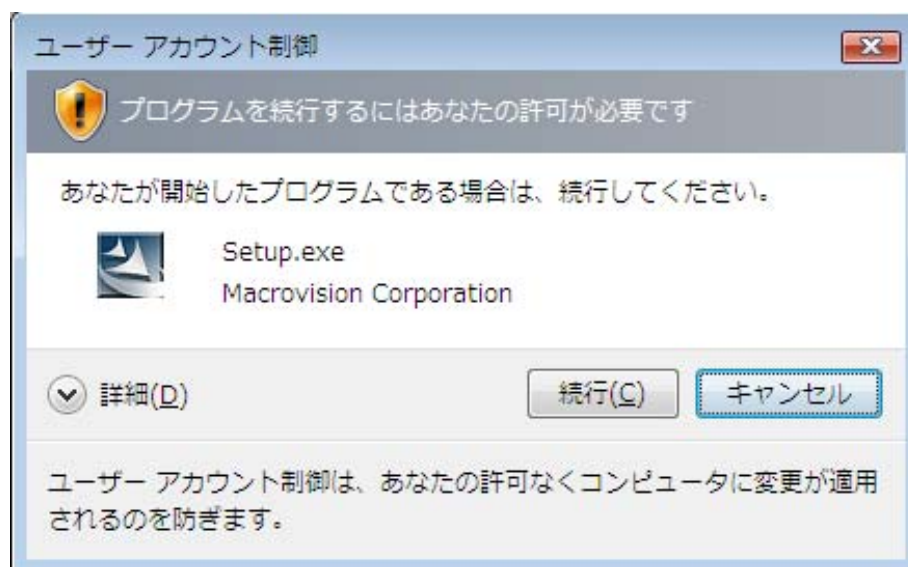 ユーザー アカウント制御
プログラムを続行するにはあなたの許可が必要です
あなたが開始したプログラムである場合は、続行してください。
Setup.exe
Macrovision Corporation
詳細(D)
続行(C)
キャンセル
ユーザー アカウント制御は、あなたの許可なくコンピュータに変更が適用
されるのを防ぎます。